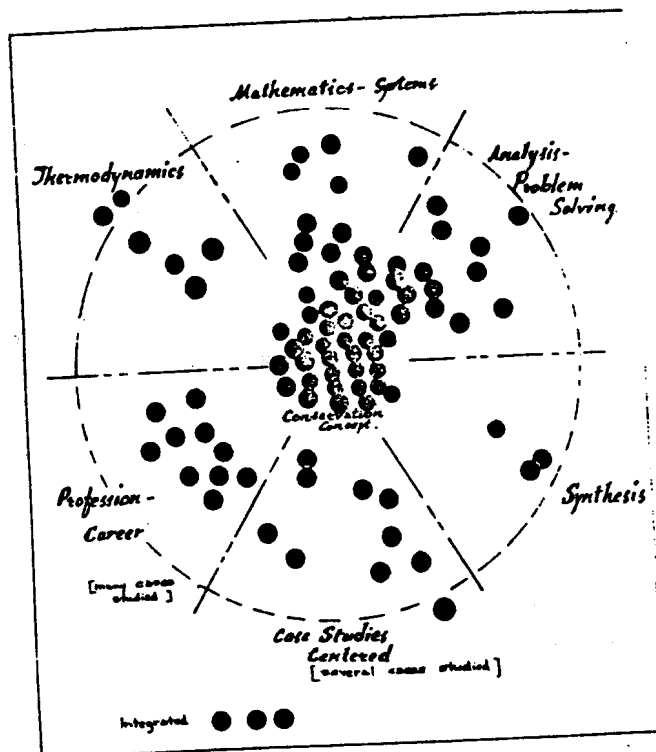 Mathematics - Systems
Thermodynamics
Analysis-
Problem
Solving
Conservation
Concept.
Synthesis
Profession-
Career
[many cases
studied]
Case Studies
Centered
[several cases studied]
Integrated